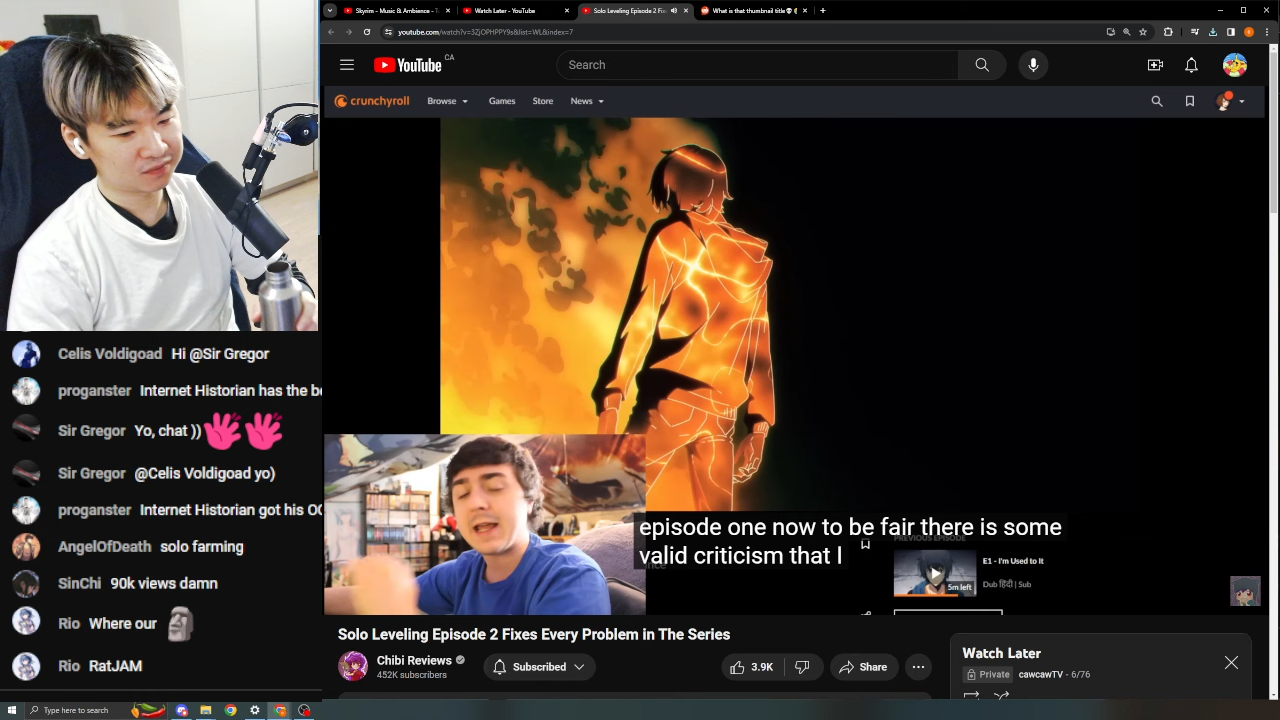 Skyrim - Music & Ambience - T
Watch Later - YouTube
Solo Leveling Episode 2 Fix
What is that thumbnail title
youtube.com/watch?v=3ZjOPHPPY9s&list=WL&index=7
YouTube CA
Search
crunchyroll
Browse
Games
Store
News
Celis Voldigoad Hi @Sir Gregor
proganster Internet Historian has the be
Sir Gregor Yo, chat ))
Sir Gregor @Celis Voldigoad yo)
proganster Internet Historian got his OC
AngelOfDeath solo farming
SinChi 90k views damn
Rio Where our
Rio RatJAM
episode one now to be fair there is some
valid criticism that I
PREVIOUS EPISODE
E1 - I'm Used to It
5m left
Dub हिंदी | Sub
Solo Leveling Episode 2 Fixes Every Problem in The Series
Chibi Reviews
452K subscribers
Subscribed
3.9K
Share
Watch Later
Private cawcawTV - 6/76
Type here to search